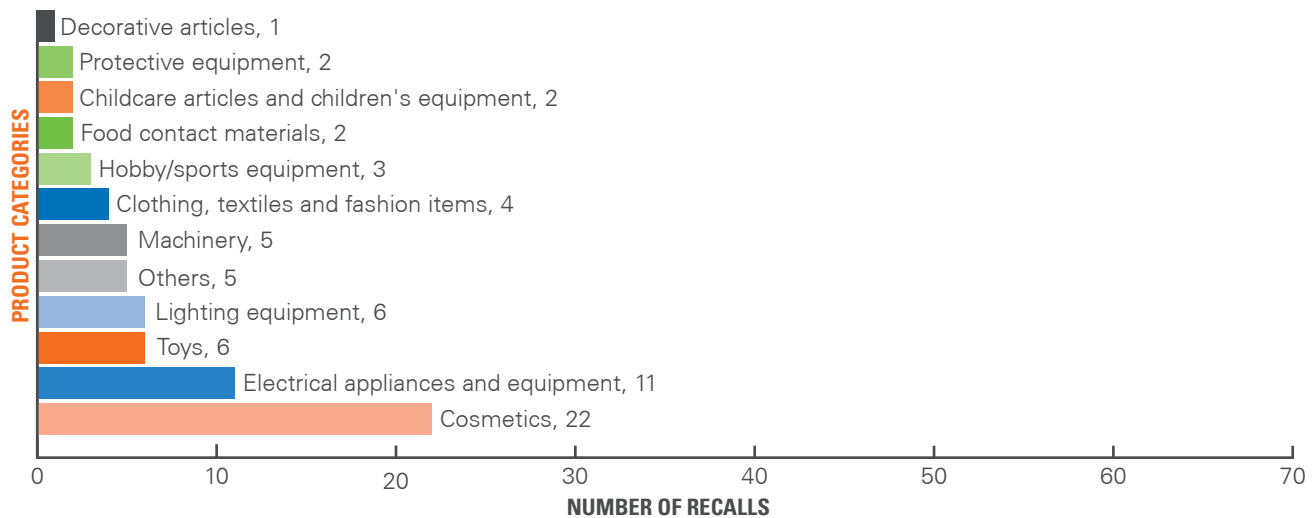 Decorative articles, 1
Protective equipment, 2
Childcare articles and children's equipment, 2
Food contact materials, 2
Hobby/sports equipment, 3
Clothing, textiles and fashion items, 4
Machinery, 5
Others, 5
Lighting equipment, 6
Toys, 6
Electrical appliances and equipment, 11
Cosmetics, 22
PRODUCT CATEGORIES
0 10 20 30 40 50 60 70
NUMBER OF RECALLS